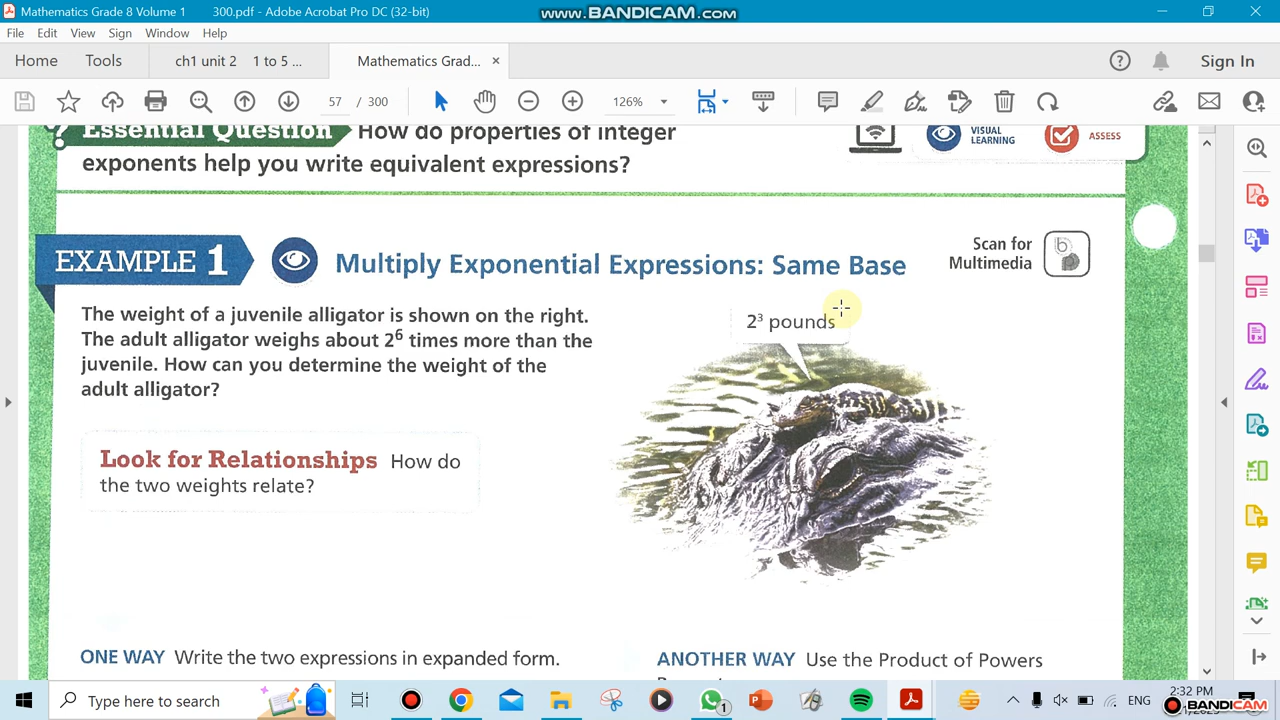 Mathematics Grade 8 Volume 1 300.pdf - Adobe Acrobat Pro DC (32-bit)
www.BANDICAM.com
File Edit View Sign Window Help
Home Tools ch1 unit 2 1 to 5 ... Mathematics Grad... × Sign In
57 / 300 126%
? Essential Question How do properties of integer
exponents help you write equivalent expressions?
VISUAL
LEARNING
ASSESS
EXAMPLE 1 Multiply Exponential Expressions: Same Base
Scan for
Multimedia
The weight of a juvenile alligator is shown on the right.
The adult alligator weighs about 2⁶ times more than the
juvenile. How can you determine the weight of the
adult alligator?
2³ pounds
Look for Relationships How do
the two weights relate?
ONE WAY Write the two expressions in expanded form.
ANOTHER WAY Use the Product of Powers
Type here to search
1
ENG
2:32 PM
BANDICAM